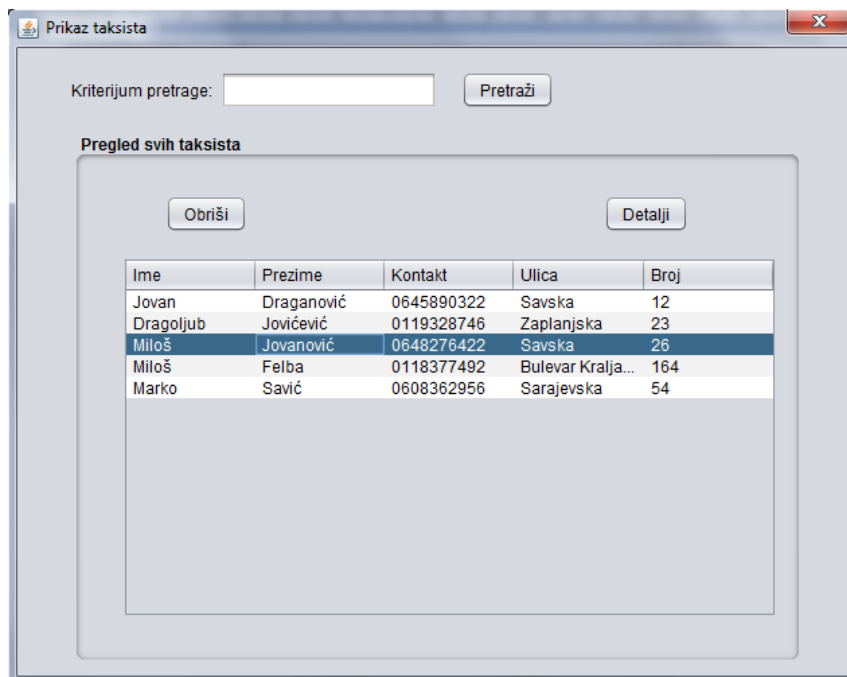 Prikaz taksista
Kriterijum pretrage: Pretraži
Pregled svih taksista
Obriši Detalji
Ime Prezime Kontakt Ulica Broj
Jovan Draganović 0645890322 Savska 12
Dragoljub Jovićević 0119328746 Zaplanjska 23
Miloš Jovanović 0648276422 Savska 26
Miloš Felba 0118377492 Bulevar Kralja... 164
Marko Savić 0608362956 Sarajevska 54